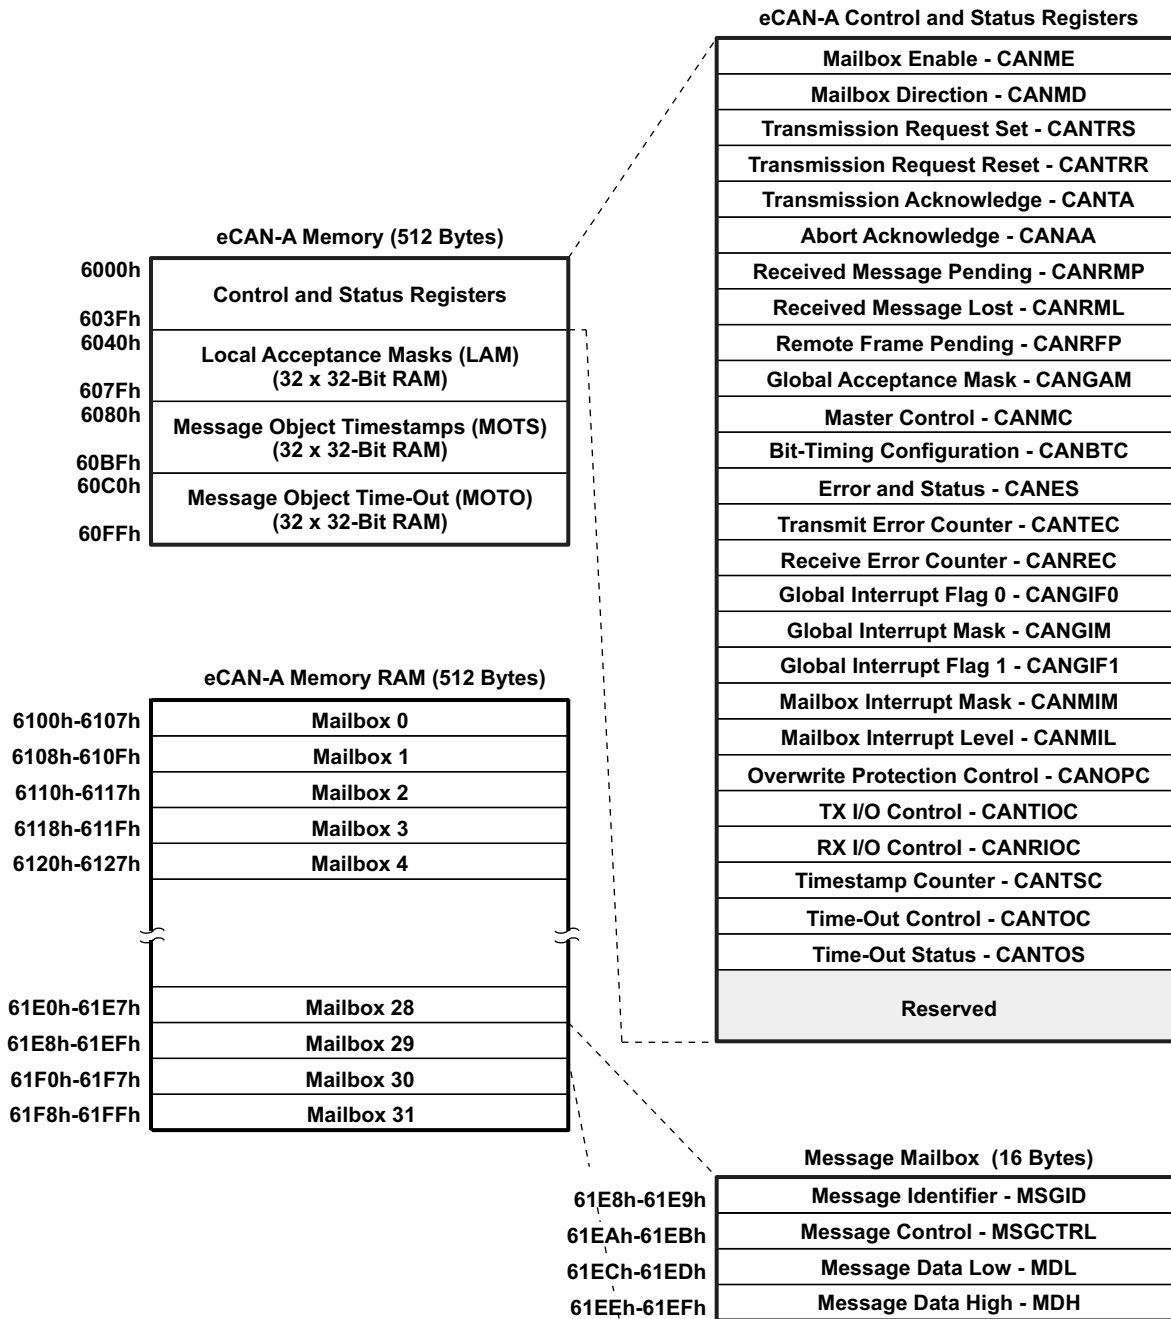 eCAN-A Control and Status Registers
Mailbox Enable - CANME
Mailbox Direction - CANMD
Transmission Request Set - CANTRS
Transmission Request Reset - CANTRR
Transmission Acknowledge - CANTA
Abort Acknowledge - CANAA
Received Message Pending - CANRMP
Received Message Lost - CANRML
Remote Frame Pending - CANRFP
Global Acceptance Mask - CANGAM
Master Control - CANMC
Bit-Timing Configuration - CANBTC
Error and Status - CANES
Transmit Error Counter - CANTEC
Receive Error Counter - CANREC
Global Interrupt Flag 0 - CANGIF0
Global Interrupt Mask - CANGIM
Global Interrupt Flag 1 - CANGIF1
Mailbox Interrupt Mask - CANMIM
Mailbox Interrupt Level - CANMIL
Overwrite Protection Control - CANOPC
TX I/O Control - CANTIOC
RX I/O Control - CANRIOC
Timestamp Counter - CANTSC
Time-Out Control - CANTOC
Time-Out Status - CANTOS
Reserved
eCAN-A Memory (512 Bytes)
6000h
Control and Status Registers
603Fh
6040h
Local Acceptance Masks (LAM)
(32 x 32-Bit RAM)
607Fh
6080h
Message Object Timestamps (MOTS)
(32 x 32-Bit RAM)
60BFh
60C0h
Message Object Time-Out (MOTO)
(32 x 32-Bit RAM)
60FFh
eCAN-A Memory RAM (512 Bytes)
6100h-6107h Mailbox 0
6108h-610Fh Mailbox 1
6110h-6117h Mailbox 2
6118h-611Fh Mailbox 3
6120h-6127h Mailbox 4
61E0h-61E7h Mailbox 28
61E8h-61EFh Mailbox 29
61F0h-61F7h Mailbox 30
61F8h-61FFh Mailbox 31
Message Mailbox (16 Bytes)
61E8h-61E9h Message Identifier - MSGID
61EAh-61EBh Message Control - MSGCTRL
61ECh-61EDh Message Data Low - MDL
61EEh-61EFh Message Data High - MDH